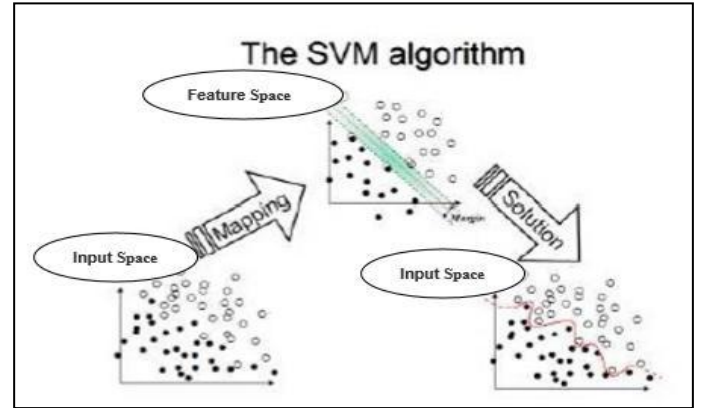 The SVM algorithm
Feature Space
Margin
Mapping
Solution
Input Space
Input Space